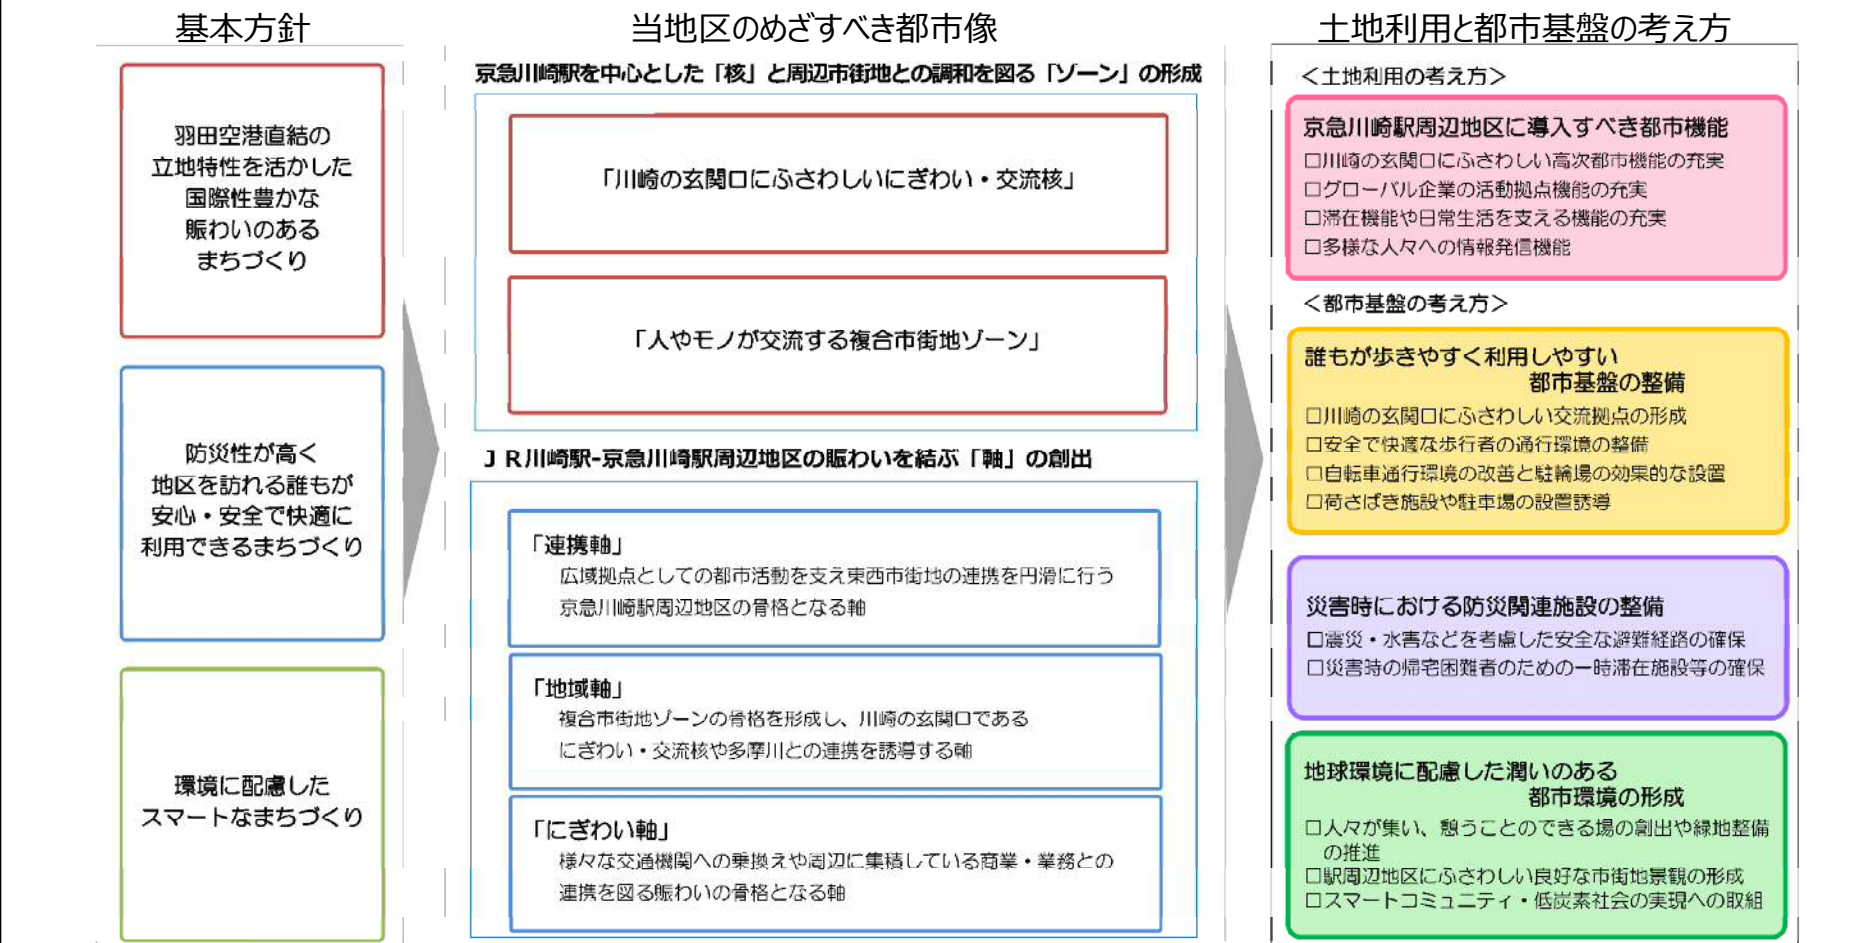 基本方針
羽田空港直結の
立地特性を活かした
国際性豊かな
賑わいのある
まちづくり
防災性が高く
地区を訪れる誰もが
安心・安全で快適に
利用できるまちづくり
環境に配慮した
スマートなまちづくり
当地区のめざすべき都市像
京急川崎駅を中心とした「核」と周辺市街地との調和を図る「ゾーン」の形成
「川崎の玄関口にふさわしいにぎわい・交流核」
「人やモノが交流する複合市街地ゾーン」
ＪＲ川崎駅-京急川崎駅周辺地区の賑わいを結ぶ「軸」の創出
「連携軸」
広域拠点としての都市活動を支え東西市街地の連携を円滑に行う
京急川崎駅周辺地区の骨格となる軸
「地域軸」
複合市街地ゾーンの骨格を形成し、川崎の玄関口である
にぎわい・交流核や多摩川との連携を誘導する軸
「にぎわい軸」
様々な交通機関への乗換えや周辺に集積している商業・業務との
連携を図る賑わいの骨格となる軸
土地利用と都市基盤の考え方
＜土地利用の考え方＞
京急川崎駅周辺地区に導入すべき都市機能
□川崎の玄関口にふさわしい高次都市機能の充実
□グローバル企業の活動拠点機能の充実
□滞在機能や日常生活を支える機能の充実
□多様な人々への情報発信機能
＜都市基盤の考え方＞
誰もが歩きやすく利用しやすい
都市基盤の整備
□川崎の玄関口にふさわしい交流拠点の形成
□安全で快適な歩行者の通行環境の整備
□自転車通行環境の改善と駐輪場の効果的な設置
□荷さばき施設や駐車場の設置誘導
災害時における防災関連施設の整備
□震災・水害などを考慮した安全な避難経路の確保
□災害時の帰宅困難者のための一時滞在施設等の確保
地球環境に配慮した潤いのある
都市環境の形成
□人々が集い、憩うことのできる場の創出や緑地整備
の推進
□駅周辺地区にふさわしい良好な市街地景観の形成
□スマートコミュニティ・低炭素社会の実現への取組